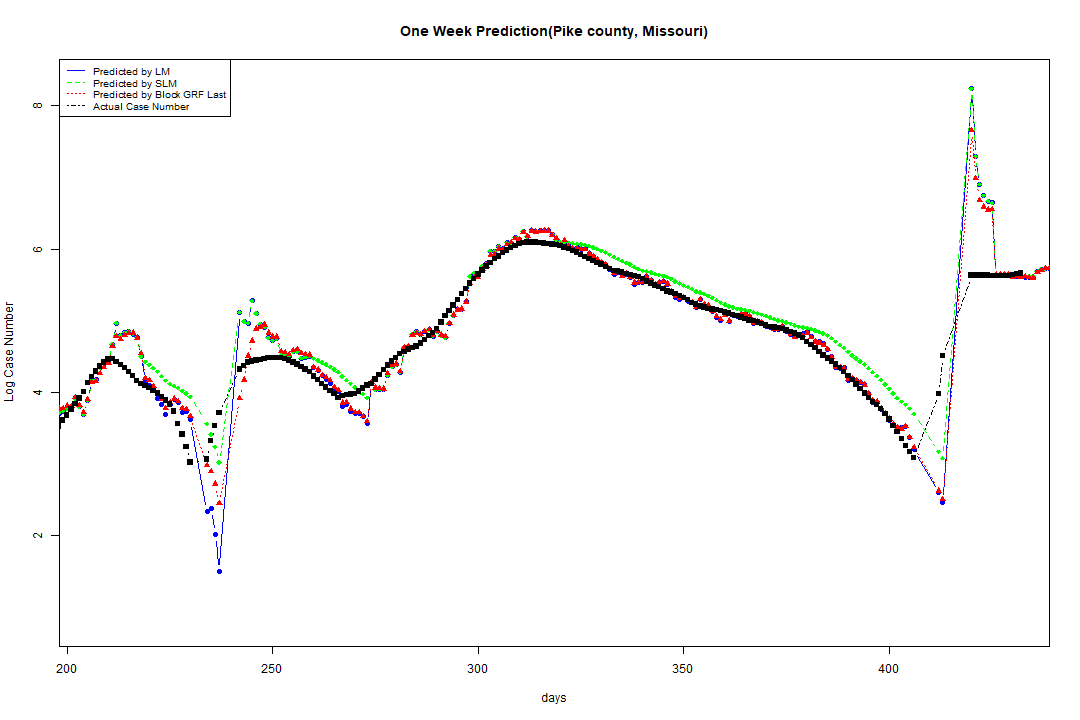 One Week Prediction(Pike county, Missouri)
Predicted by LM
Predicted by SLM
Predicted by Block GRF Last
Actual Case Number
8
6
4
2
Log Case Number
200 250 300 350 400
days